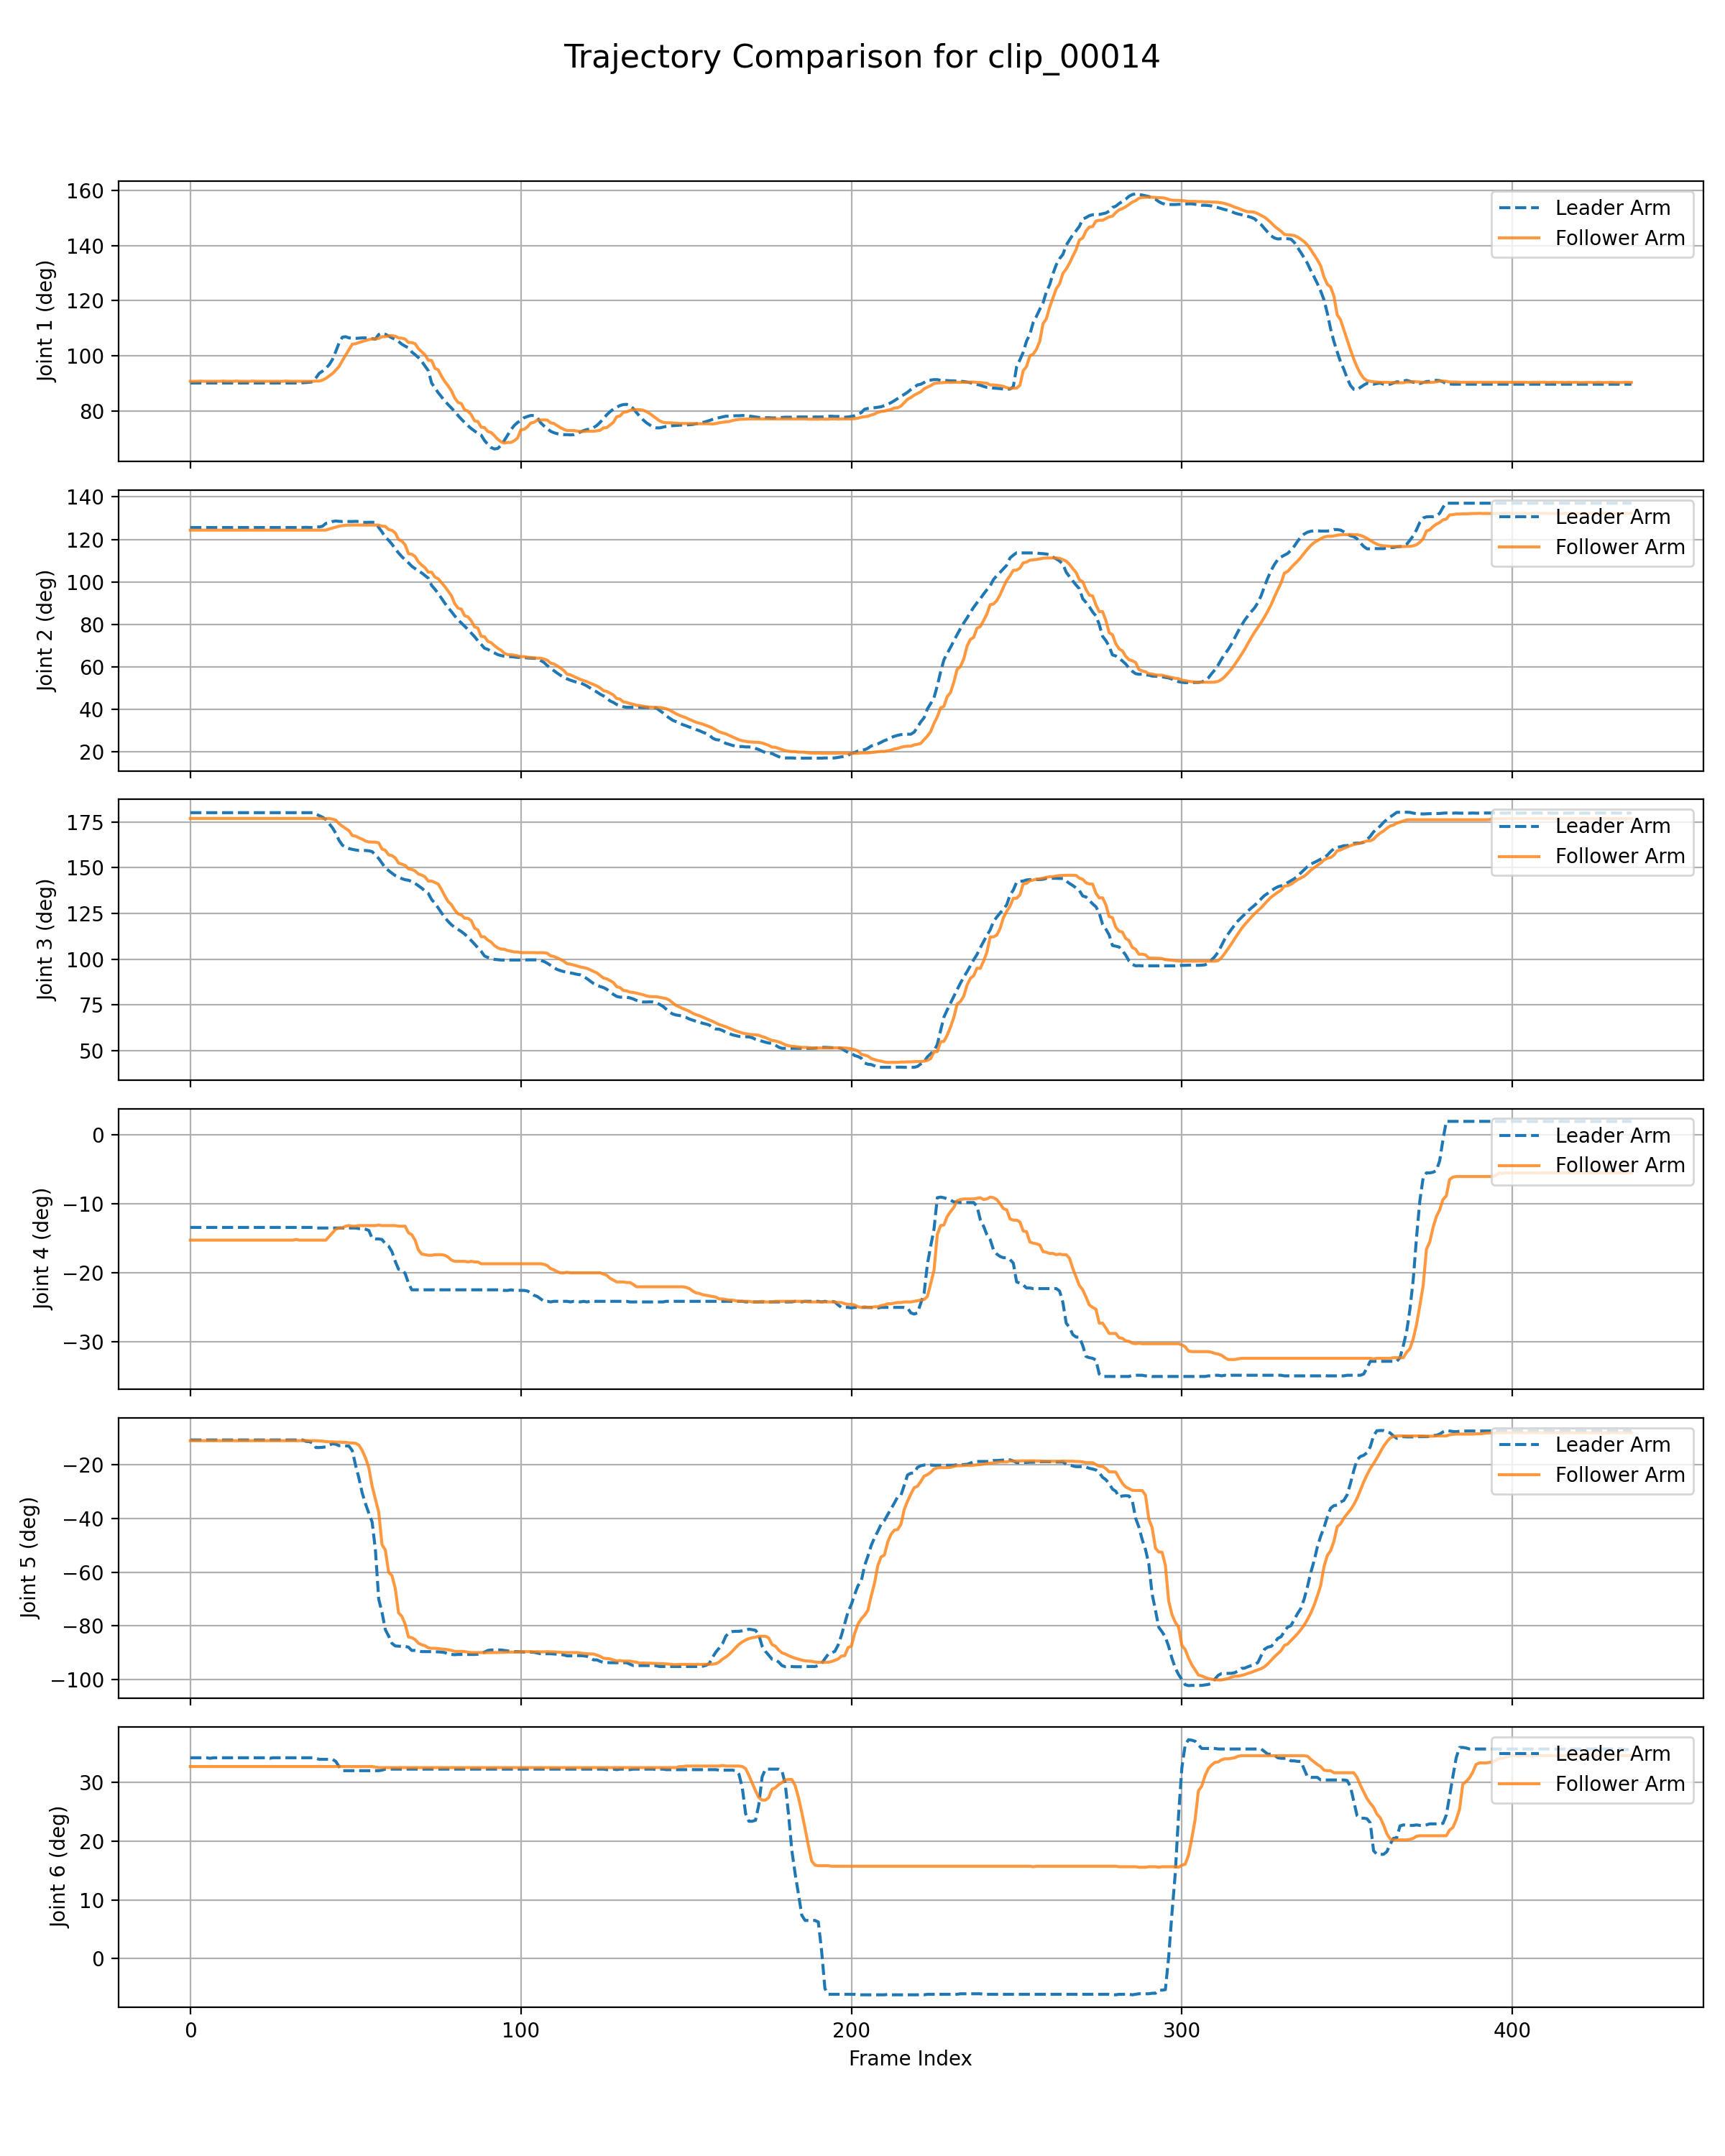 Trajectory Comparison for clip_00014
Joint 1 (deg)
160
140
120
100
80
Leader Arm
Follower Arm
Joint 2 (deg)
140
120
100
80
60
40
20
Leader Arm
Follower Arm
Joint 3 (deg)
175
150
125
100
75
50
Leader Arm
Follower Arm
Joint 4 (deg)
0
−10
−20
−30
Leader Arm
Follower Arm
Joint 5 (deg)
−20
−40
−60
−80
−100
Leader Arm
Follower Arm
Joint 6 (deg)
30
20
10
0
Leader Arm
Follower Arm
0 100 200 300 400
Frame Index